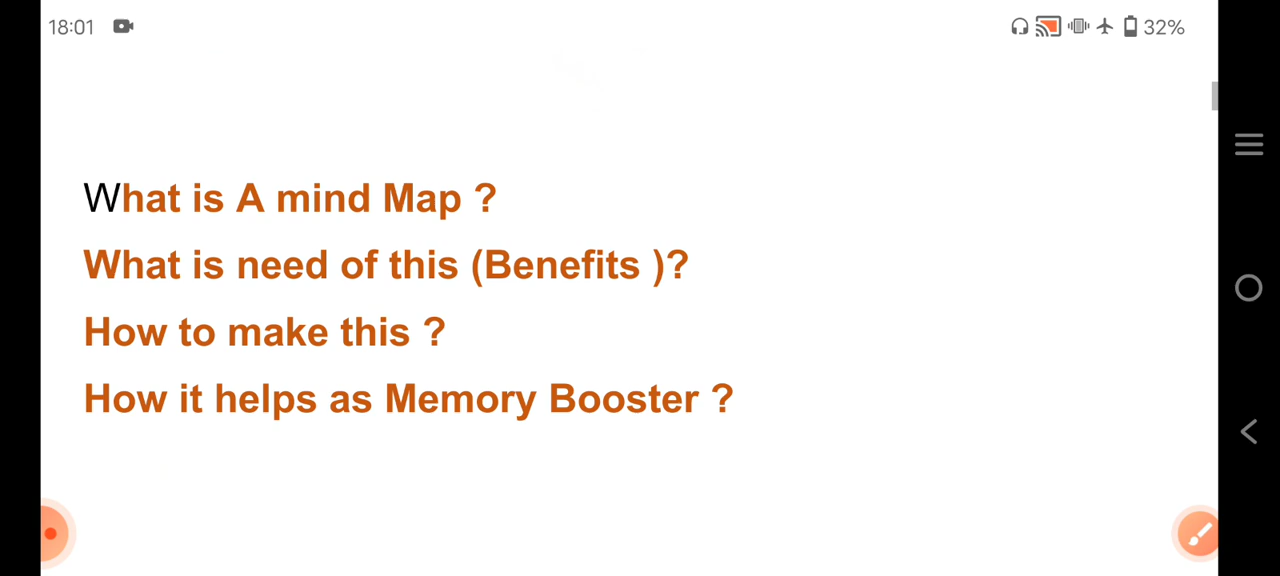 18:01
32%
What is A mind Map ?
What is need of this (Benefits )?
How to make this ?
How it helps as Memory Booster ?